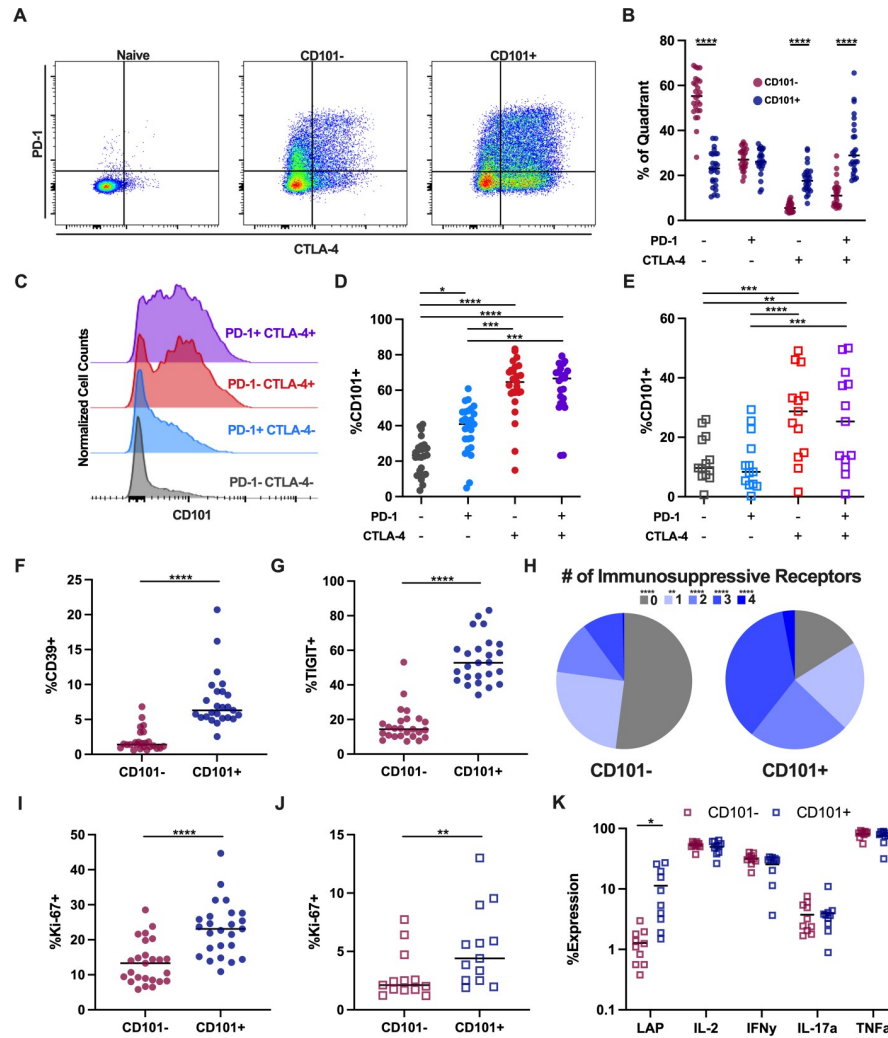 A
Naive
CD101-
CD101+
PD-1
CTLA-4
B
****
****
****
80
60
40
20
0
% of Quadrant
CD101-
CD101+
PD-1 - + - +
CTLA-4 - - + +
C
Normalized Cell Counts
PD-1+ CTLA-4+
PD-1- CTLA-4+
PD-1+ CTLA-4-
PD-1- CTLA-4-
CD101
D
*
****
****
***
***
100
80
60
40
20
0
%CD101+
PD-1 - + - +
CTLA-4 - - + +
E
***
**
****
***
60
40
20
0
%CD101+
PD-1 - + - +
CTLA-4 - - + +
F
****
25
20
15
10
5
0
%CD39+
CD101-
CD101+
G
****
100
80
60
40
20
0
%TIGIT+
CD101-
CD101+
H
# of Immunosuppressive Receptors
**** ** **** **** ****
0 1 2 3 4
CD101-
CD101+
I
****
50
40
30
20
10
0
%Ki-67+
CD101-
CD101+
J
**
15
10
5
0
%Ki-67+
CD101-
CD101+
K
CD101-
CD101+
*
100
10
1
0.1
%Expression
LAP IL-2 IFNy IL-17a TNFa